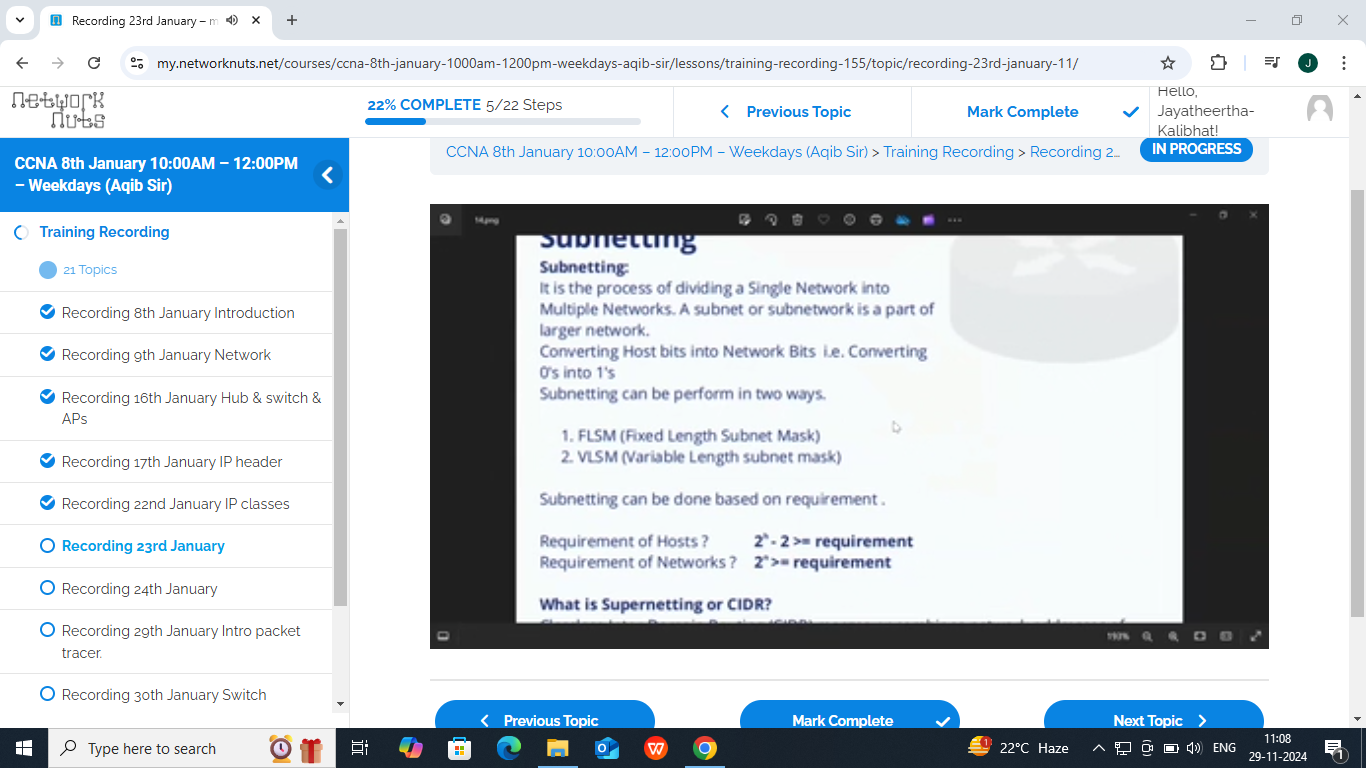 Recording 23rd January – m
my.networknuts.net/courses/ccna-8th-january-1000am-1200pm-weekdays-aqib-sir/lessons/training-recording-155/topic/recording-23rd-january-11/
J
Network
Nuts
22% COMPLETE 5/22 Steps
Previous Topic
Mark Complete
Hello,
Jayatheertha-
Kalibhat!
CCNA 8th January 10:00AM – 12:00PM
– Weekdays (Aqib Sir)
CCNA 8th January 10:00AM – 12:00PM – Weekdays (Aqib Sir) > Training Recording > Recording 2...
IN PROGRESS
Training Recording
21 Topics
Recording 8th January Introduction
Recording 9th January Network
Recording 16th January Hub & switch &
APs
Recording 17th January IP header
Recording 22nd January IP classes
Recording 23rd January
Recording 24th January
Recording 29th January Intro packet
tracer.
Recording 30th January Switch
14.png
Subnetting
Subnetting:
It is the process of dividing a Single Network into
Multiple Networks. A subnet or subnetwork is a part of
larger network.
Converting Host bits into Network Bits i.e. Converting
0's into 1's
Subnetting can be perform in two ways.
1. FLSM (Fixed Length Subnet Mask)
2. VLSM (Variable Length subnet mask)
Subnetting can be done based on requirement .
Requirement of Hosts ? 2ʰ - 2 >= requirement
Requirement of Networks ? 2ⁿ >= requirement
What is Supernetting or CIDR?
193%
Previous Topic
Mark Complete
Next Topic
Type here to search
1
22°C Haze
ENG
11:08
29-11-2024
1